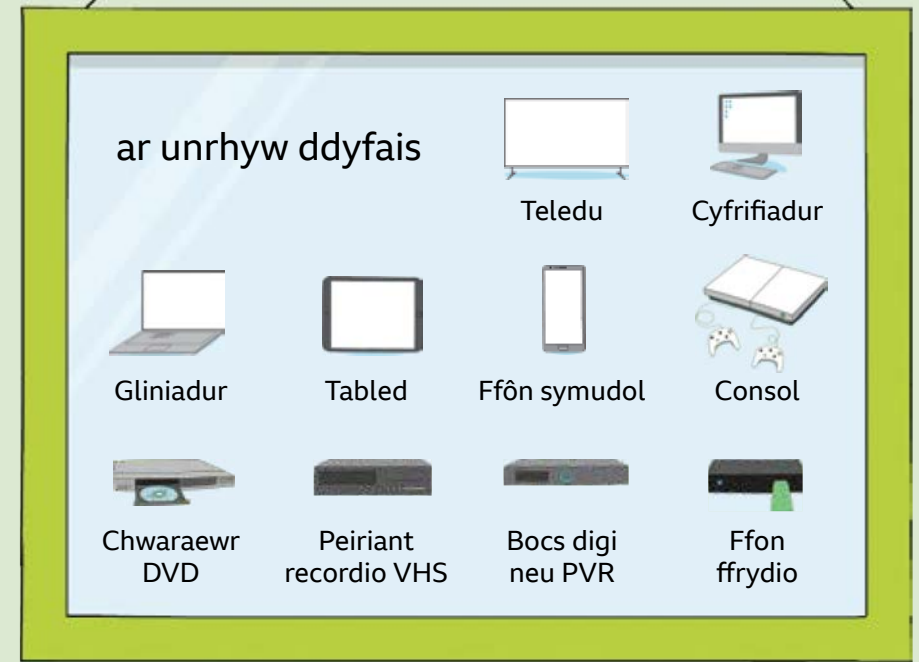 ar unrhyw ddyfais
Teledu
Cyfrifiadur
Gliniadur
Tabled
Ffôn symudol
Consol
Chwaraewr
DVD
Peiriant
recordio VHS
Bocs digi
neu PVR
Ffon
ffrydio